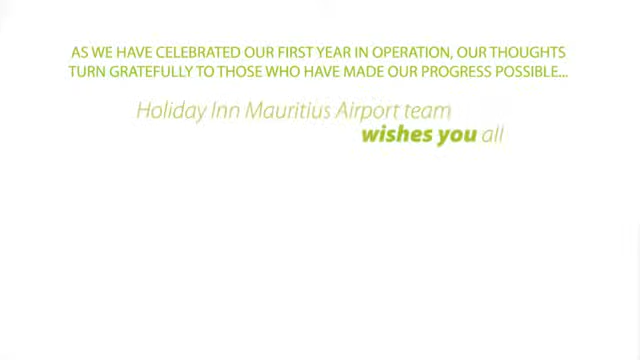 AS WE HAVE CELEBRATED OUR FIRST YEAR IN OPERATION, OUR THOUGHTS
TURN GRATEFULLY TO THOSE WHO HAVE MADE OUR PROGRESS POSSIBLE...
Holiday Inn Mauritius Airport team
wishes you all